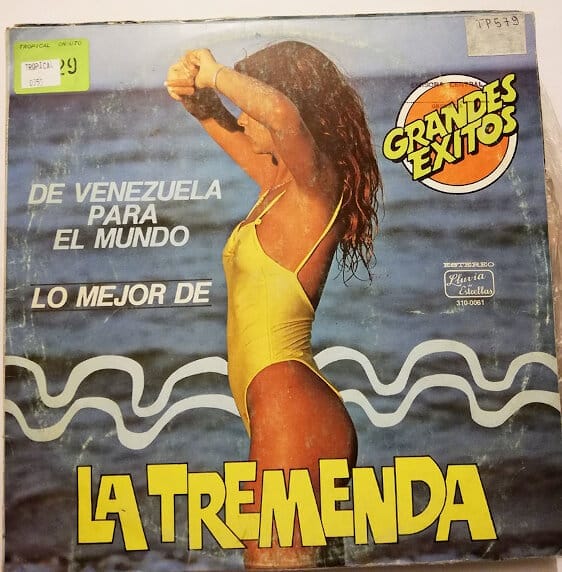 TROPICAL
TROPICAL
29
TP579
GRANDES
EXITOS
DE VENEZUELA
PARA
EL MUNDO
LO MEJOR DE
ESTEREO
Lluvia
de
Estrellas
310-0061
LA TREMENDA